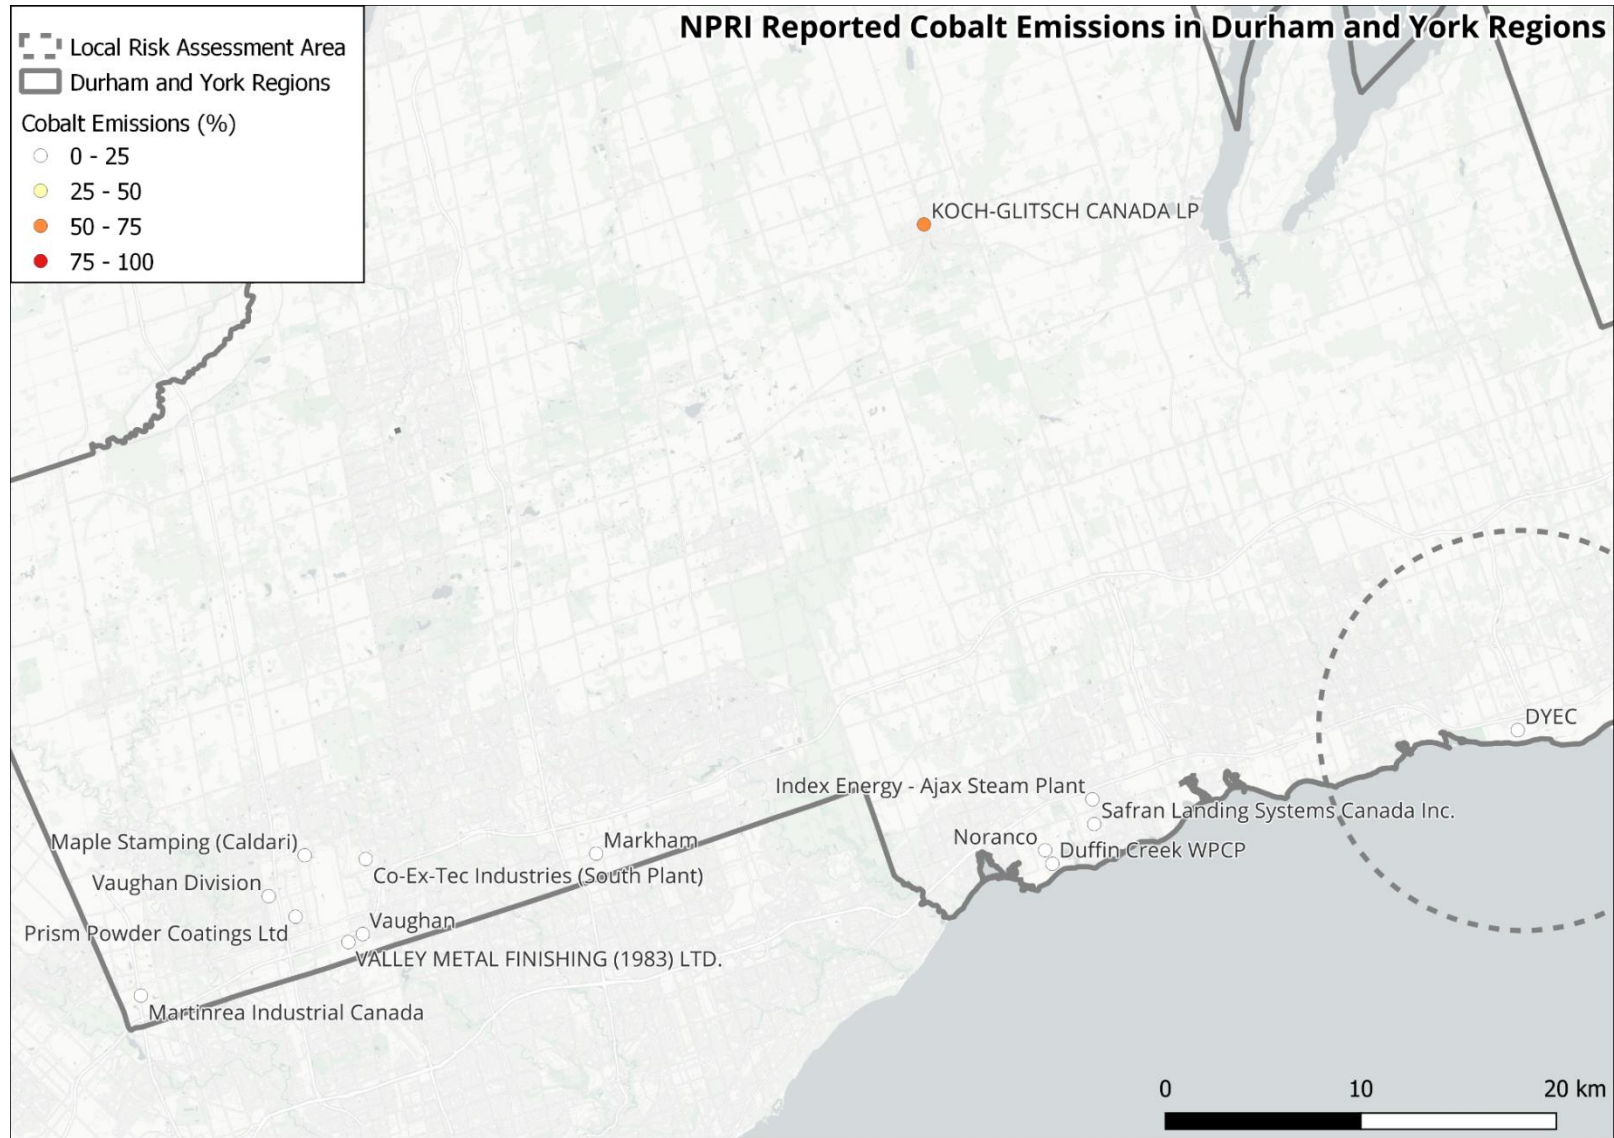 NPRI Reported Cobalt Emissions in Durham and York Regions
Local Risk Assessment Area
Durham and York Regions
Cobalt Emissions (%)
0 - 25
25 - 50
50 - 75
75 - 100
KOCH-GLITSCH CANADA LP
DYEC
Index Energy - Ajax Steam Plant
Safran Landing Systems Canada Inc.
Noranco
Duffin Creek WPCP
Markham
Maple Stamping (Caldari)
Co-Ex-Tec Industries (South Plant)
Vaughan Division
Vaughan
Prism Powder Coatings Ltd
VALLEY METAL FINISHING (1983) LTD.
Martinrea Industrial Canada
0 10 20 km